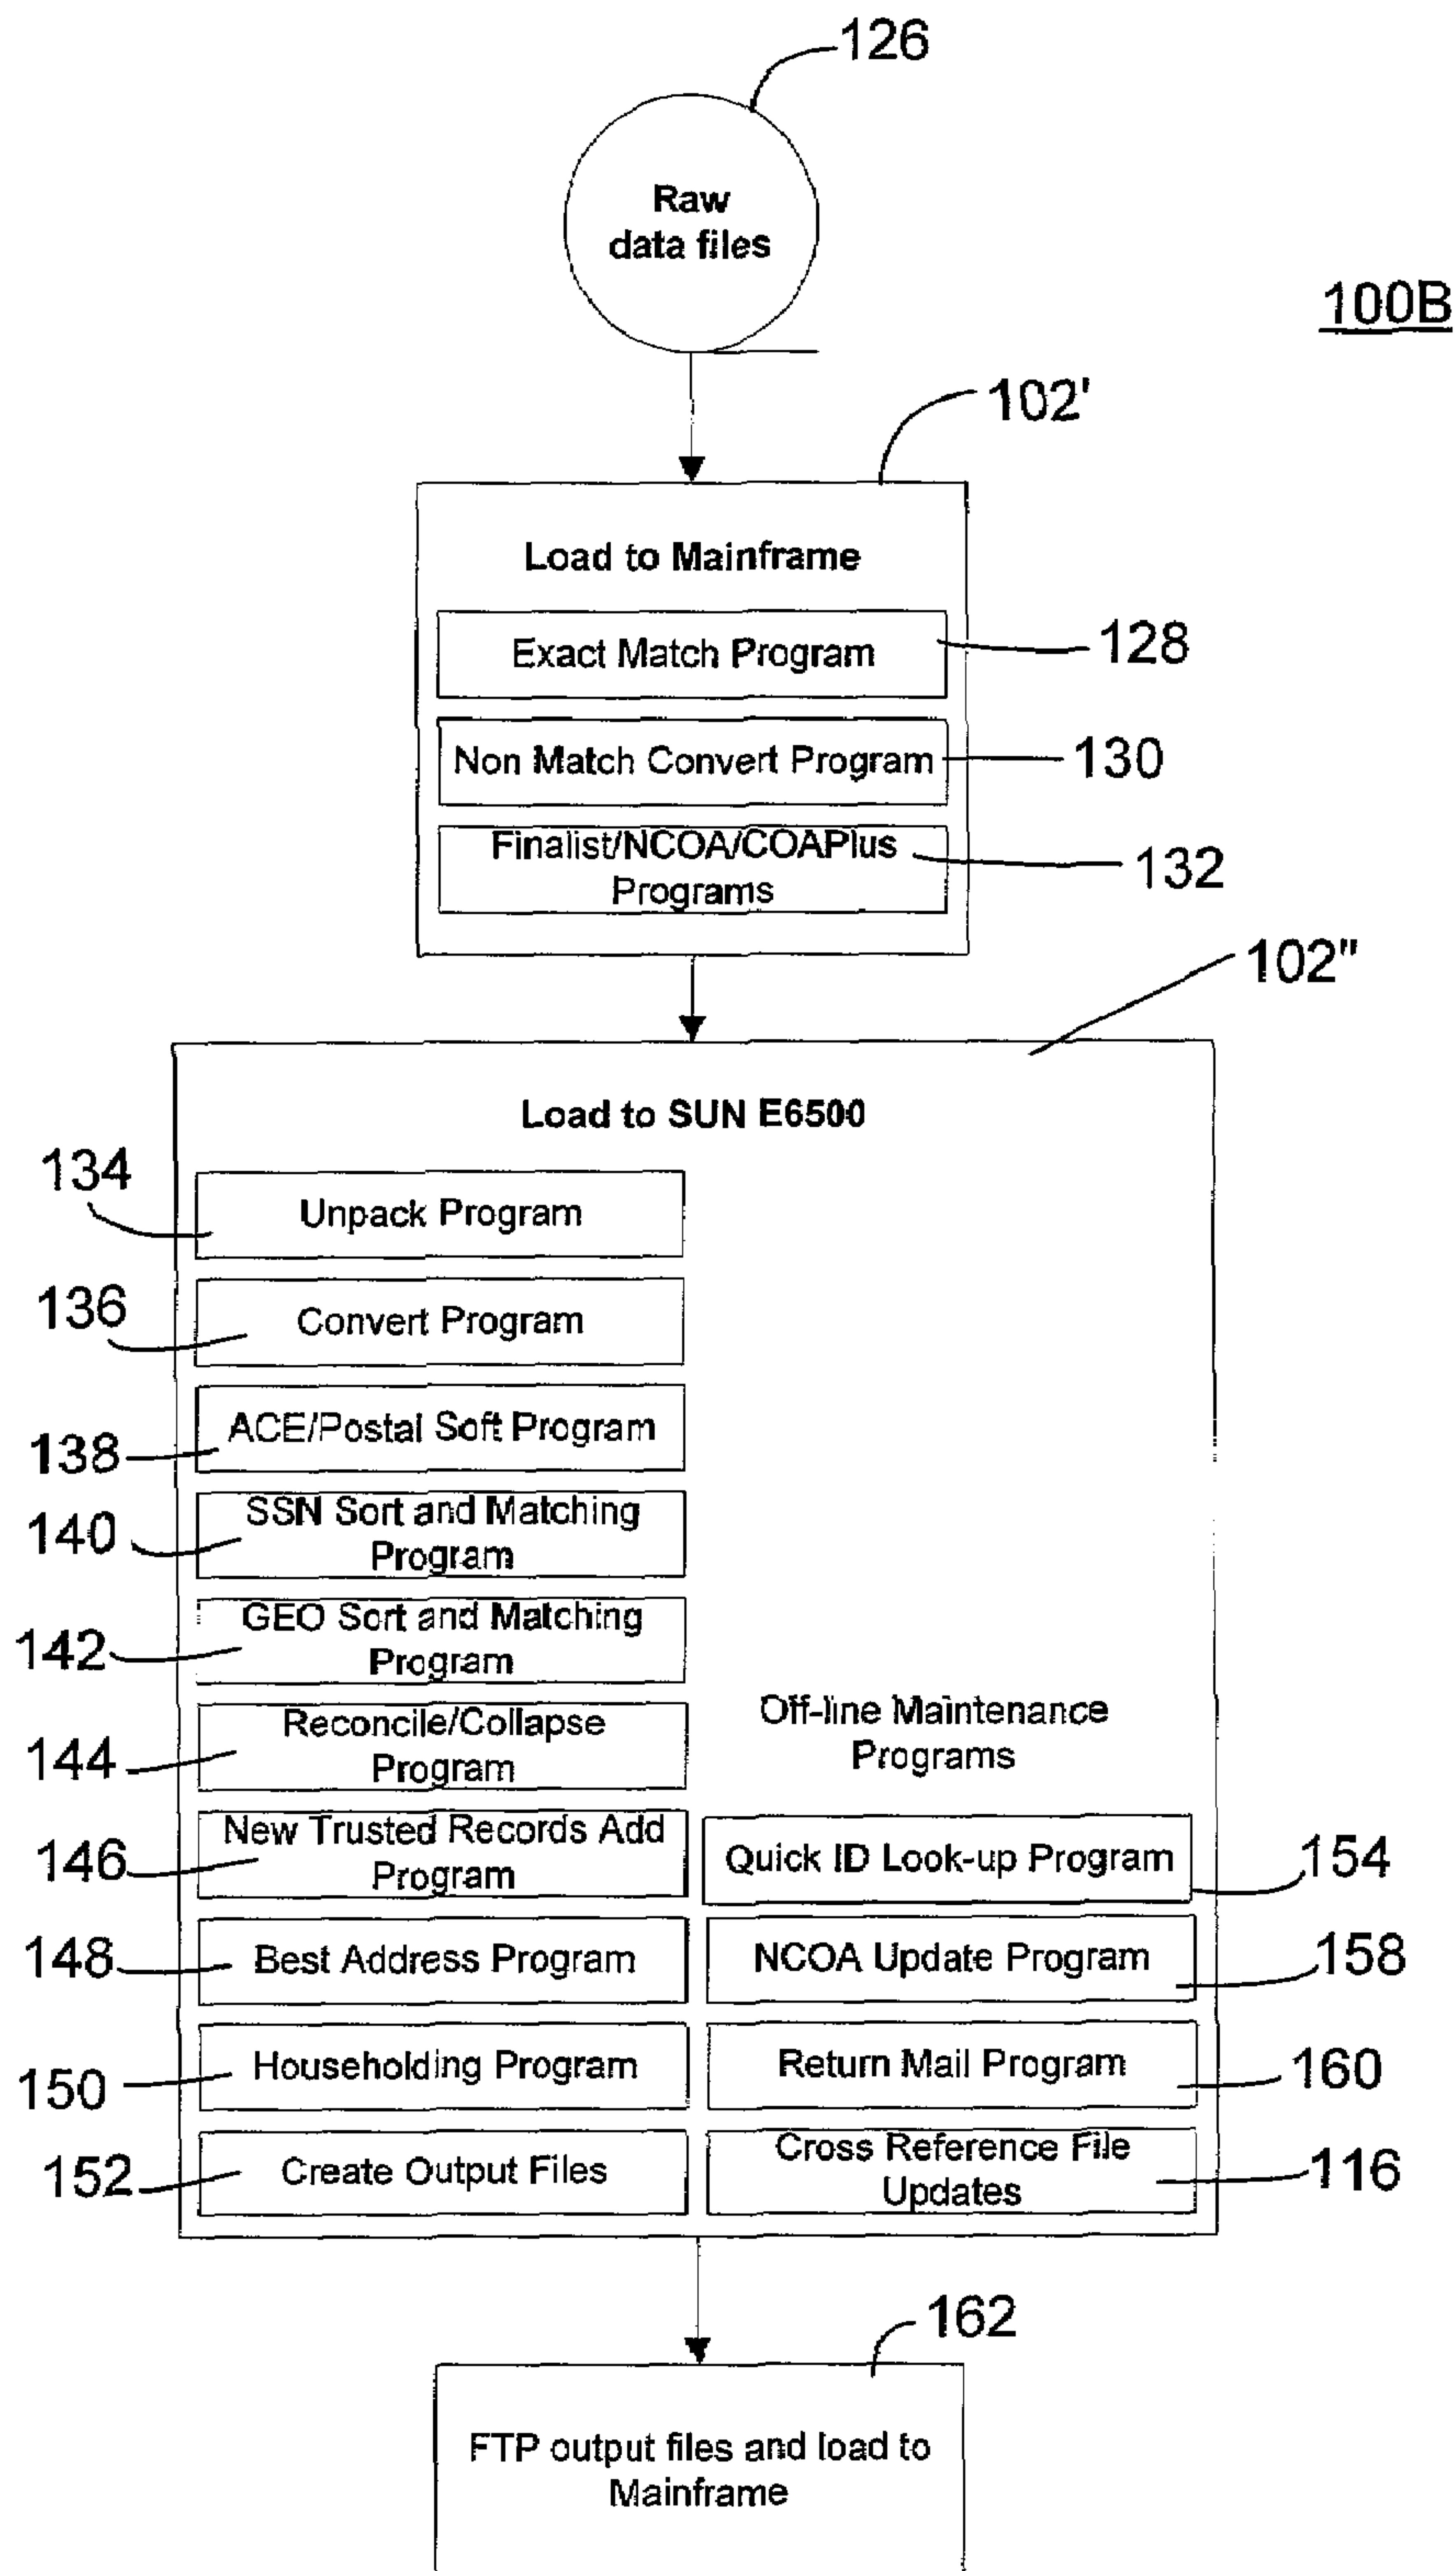 126
Raw
data files
100B
102'
Load to Mainframe
Exact Match Program
128
Non Match Convert Program
130
Finalist/NCOA/COAPlus
Programs
132
102"
Load to SUN E6500
134
Unpack Program
136
Convert Program
138
ACE/Postal Soft Program
140
SSN Sort and Matching
Program
142
GEO Sort and Matching
Program
144
Reconcile/Collapse
Program
Off-line Maintenance
Programs
146
New Trusted Records Add
Program
Quick ID Look-up Program
154
148
Best Address Program
NCOA Update Program
158
150
Householding Program
Return Mail Program
160
152
Create Output Files
Cross Reference File
Updates
116
162
FTP output files and load to
Mainframe